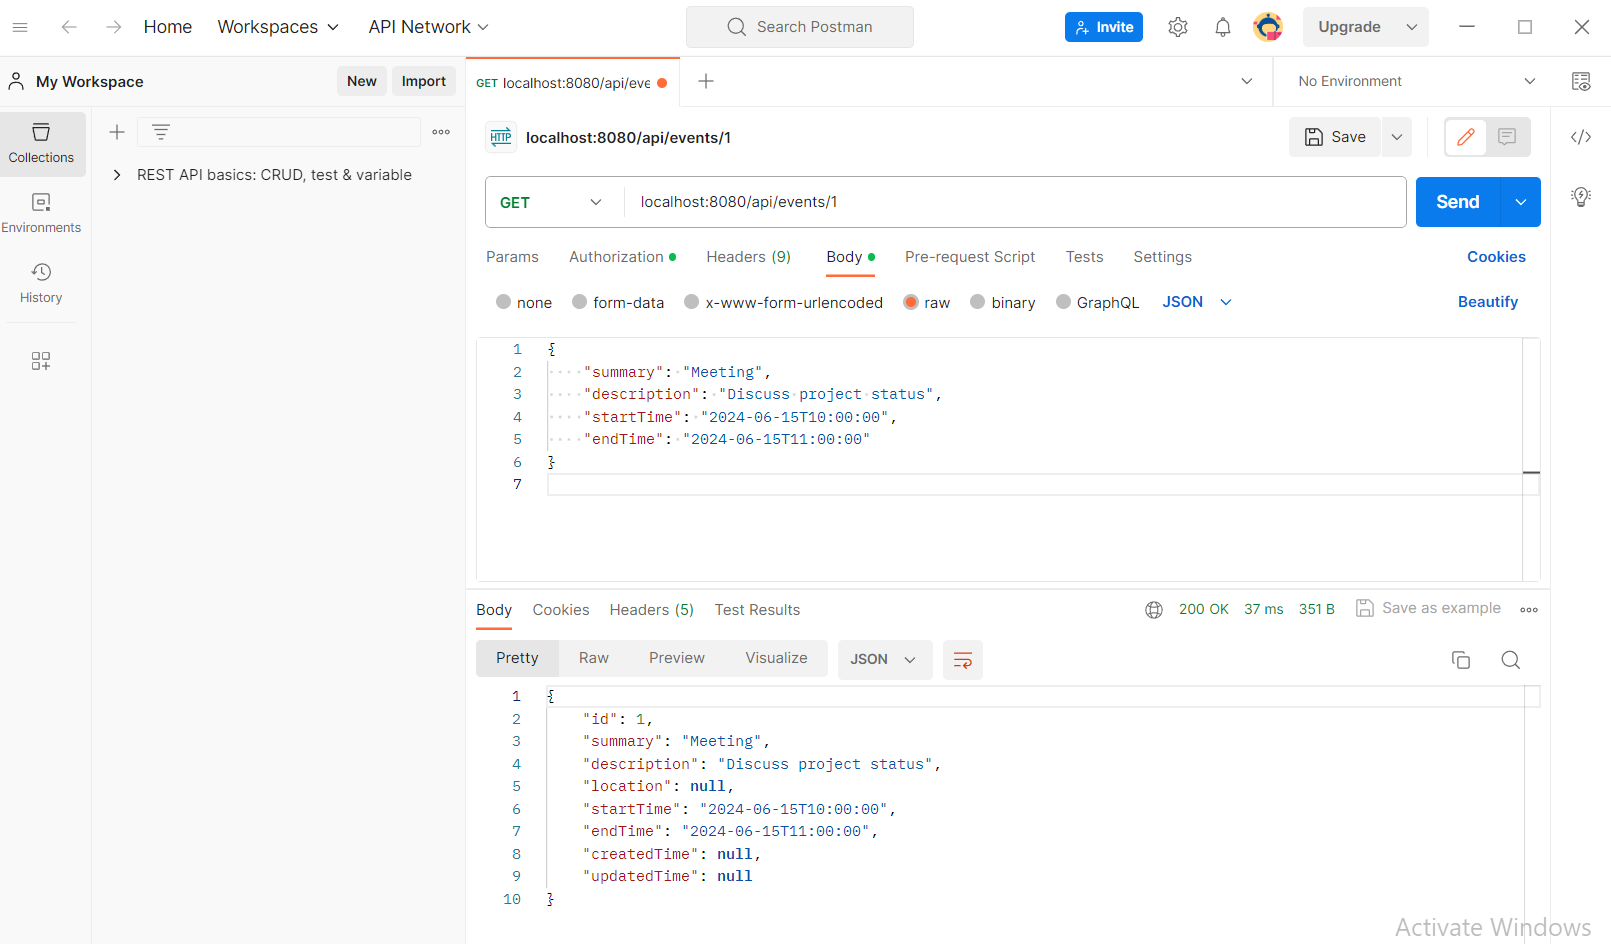 Home Workspaces API Network Search Postman Invite Upgrade
My Workspace New Import GET localhost:8080/api/eve No Environment
Collections
Environments
History
REST API basics: CRUD, test & variable
HTTP localhost:8080/api/events/1 Save
GET localhost:8080/api/events/1 Send
Params Authorization Headers (9) Body Pre-request Script Tests Settings Cookies
none form-data x-www-form-urlencoded raw binary GraphQL JSON Beautify
1 {
2 "summary": "Meeting",
3 "description": "Discuss project status",
4 "startTime": "2024-06-15T10:00:00",
5 "endTime": "2024-06-15T11:00:00"
6 }
7
Body Cookies Headers (5) Test Results 200 OK 37 ms 351 B Save as example
Pretty Raw Preview Visualize JSON
1 {
2 "id": 1,
3 "summary": "Meeting",
4 "description": "Discuss project status",
5 "location": null,
6 "startTime": "2024-06-15T10:00:00",
7 "endTime": "2024-06-15T11:00:00",
8 "createdTime": null,
9 "updatedTime": null
10 }
Activate Windows